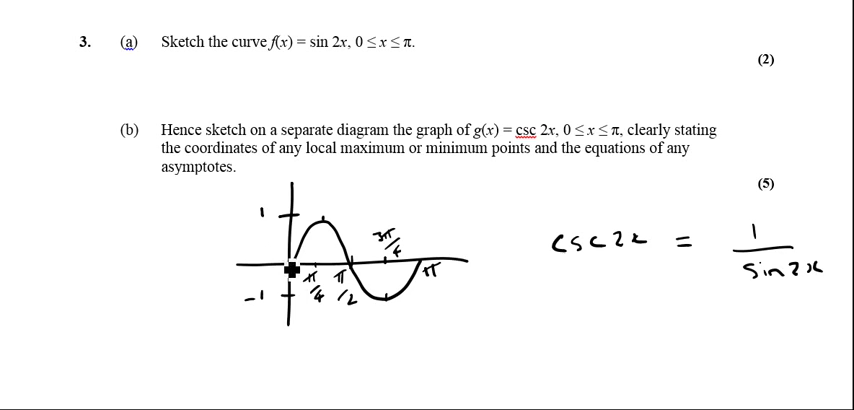 3. (a) Sketch the curve f(x) = sin 2x, 0 ≤ x ≤ π.
(2)
(b) Hence sketch on a separate diagram the graph of g(x) = csc 2x, 0 ≤ x ≤ π, clearly stating
the coordinates of any local maximum or minimum points and the equations of any
asymptotes.
(5)
1
3π/4
csc2x = 1/sin2x
π/4 π/2 π
-1